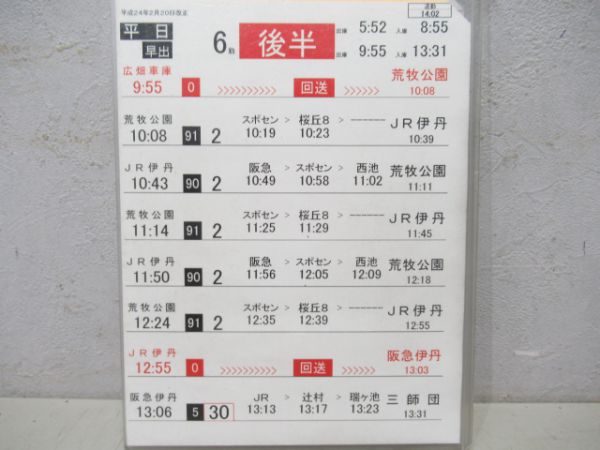 平成24年2月20日改正
退勤
14:02
平日
早出
6勤
後半
出庫 5:52 入庫 8:55
出庫 9:55 入庫 13:31
広畑車庫 荒牧公園
9:55 0 >>>>>>>>>> 回送 >>>>> 10:08
荒牧公園 スポセン > 桜丘8 > ------ JR伊丹
10:08 91 2 10:19 10:23 10:39
JR伊丹 阪急 > スポセン > 西池 荒牧公園
10:43 90 2 10:49 10:58 11:02 11:11
荒牧公園 スポセン > 桜丘8 > ------ JR伊丹
11:14 91 2 11:25 11:29 11:45
JR伊丹 阪急 > スポセン > 西池 荒牧公園
11:50 90 2 11:56 12:05 12:09 12:18
荒牧公園 スポセン > 桜丘8 > ------ JR伊丹
12:24 91 2 12:35 12:39 12:55
JR伊丹 阪急伊丹
12:55 0 >>>>>>>>>> 回送 >>>>> 13:03
阪急伊丹 JR > 辻村 > 瑞ヶ池 三師団
13:06 5 30 13:13 13:17 13:23 13:31